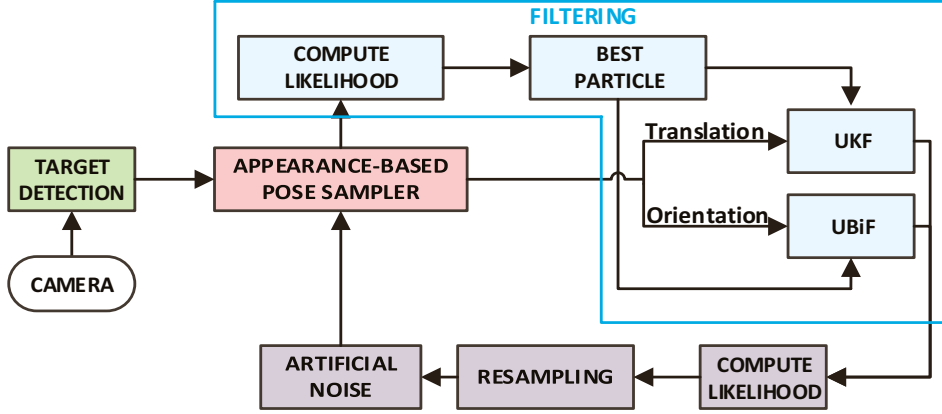 FILTERING
COMPUTE
LIKELIHOOD
BEST
PARTICLE
Translation
UKF
TARGET
DETECTION
APPEARANCE-BASED
POSE SAMPLER
Orientation
UBiF
CAMERA
ARTIFICIAL
NOISE
RESAMPLING
COMPUTE
LIKELIHOOD